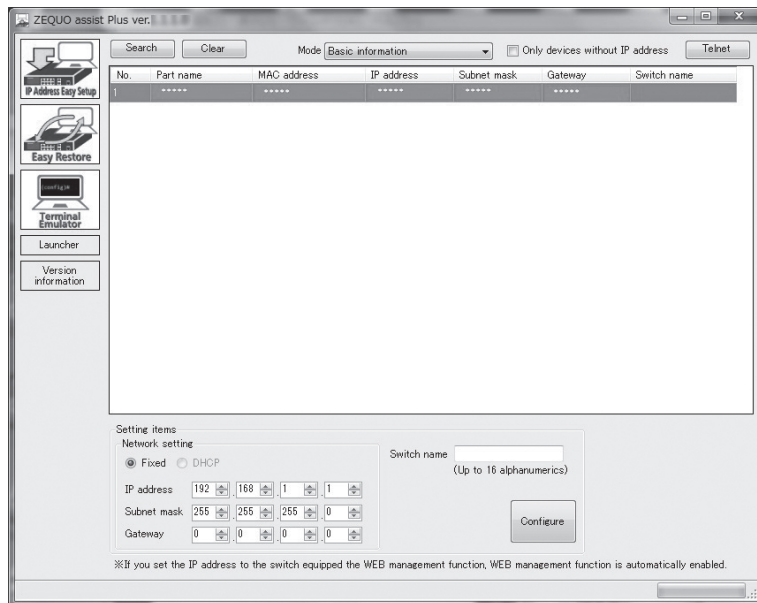 ZEQUO assist Plus ver.1.1.1.0
Search Clear Mode Basic information Only devices without IP address Telnet
IP Address Easy Setup
Easy Restore
(config)#
Terminal
Emulator
Launcher
Version
information
No. Part name MAC address IP address Subnet mask Gateway Switch name
1 ***** ***** ***** ***** *****
Setting items
Network setting
Fixed DHCP
IP address 192 . 168 . 1 . 1
Subnet mask 255 . 255 . 255 . 0
Gateway 0 . 0 . 0 . 0
Switch name
(Up to 16 alphanumerics)
Configure
※If you set the IP address to the switch equipped the WEB management function, WEB management function is automatically enabled.